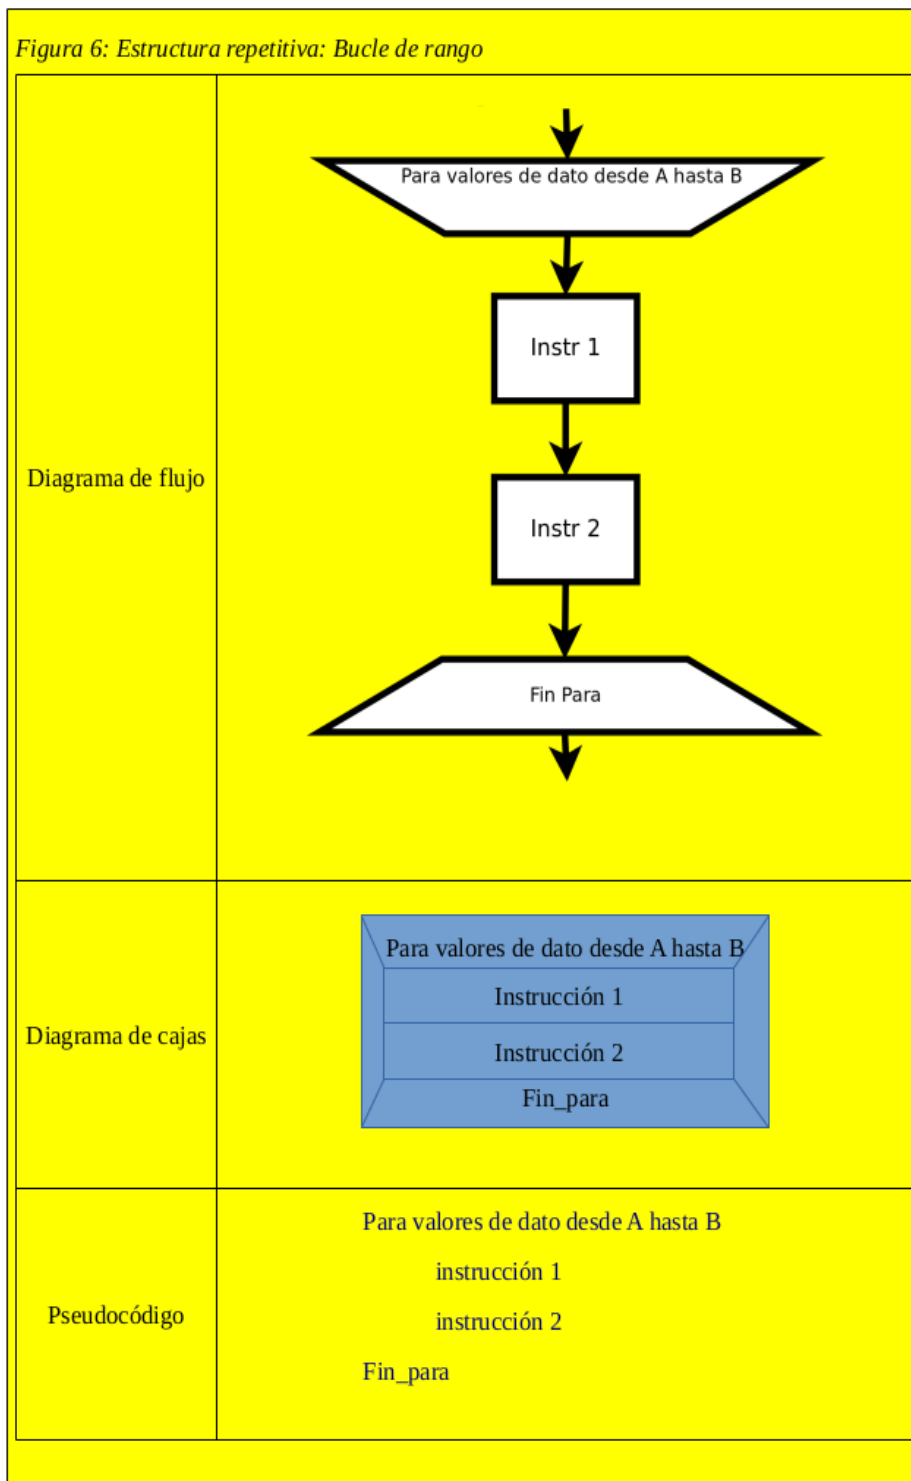 Figura 6: Estructura repetitiva: Bucle de rango
Diagrama de flujo
Para valores de dato desde A hasta B
Instr 1
Instr 2
Fin Para
Diagrama de cajas
Para valores de dato desde A hasta B
Instrucción 1
Instrucción 2
Fin_para
Pseudocódigo
Para valores de dato desde A hasta B
instrucción 1
instrucción 2
Fin_para